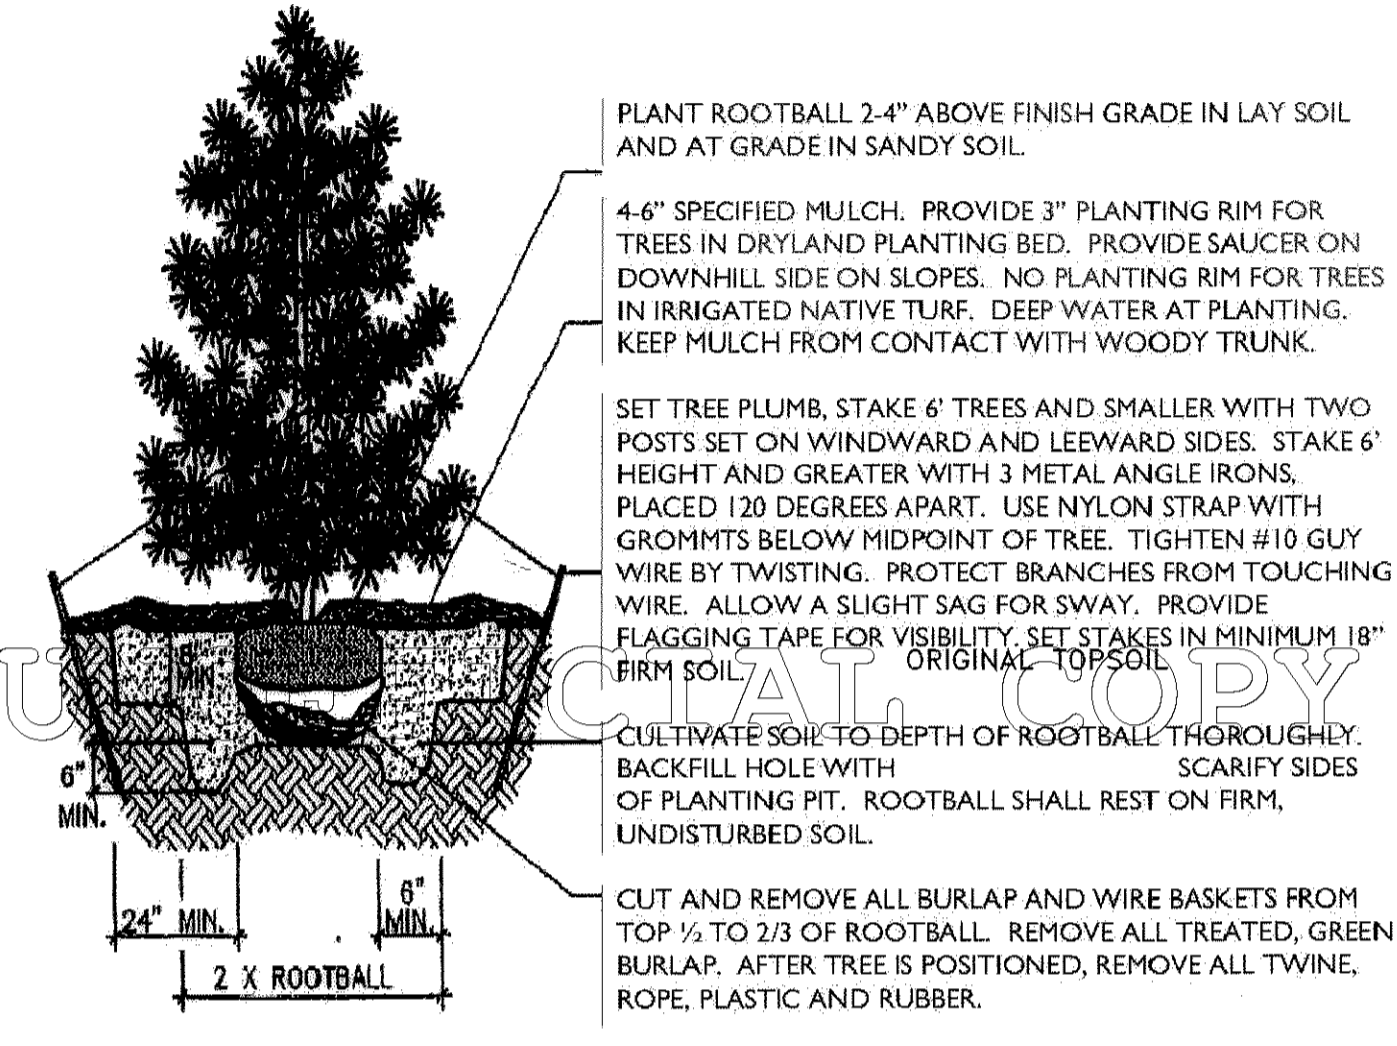 PLANT ROOTBALL 2-4" ABOVE FINISH GRADE IN LAY SOIL
AND AT GRADE IN SANDY SOIL.
4-6" SPECIFIED MULCH. PROVIDE 3" PLANTING RIM FOR
TREES IN DRYLAND PLANTING BED. PROVIDE SAUCER ON
DOWNHILL SIDE ON SLOPES. NO PLANTING RIM FOR TREES
IN IRRIGATED NATIVE TURF. DEEP WATER AT PLANTING.
KEEP MULCH FROM CONTACT WITH WOODY TRUNK.
SET TREE PLUMB, STAKE 6' TREES AND SMALLER WITH TWO
POSTS SET ON WINDWARD AND LEEWARD SIDES. STAKE 6'
HEIGHT AND GREATER WITH 3 METAL ANGLE IRONS,
PLACED 120 DEGREES APART. USE NYLON STRAP WITH
GROMMTS BELOW MIDPOINT OF TREE. TIGHTEN #10 GUY
WIRE BY TWISTING. PROTECT BRANCHES FROM TOUCHING
WIRE. ALLOW A SLIGHT SAG FOR SWAY. PROVIDE
FLAGGING TAPE FOR VISIBILITY. SET STAKES IN MINIMUM 18"
FIRM SOIL.
ORIGINAL TOPSOIL
CULTIVATE SOIL TO DEPTH OF ROOTBALL THOROUGHLY.
BACKFILL HOLE WITH SCARIFY SIDES
OF PLANTING PIT. ROOTBALL SHALL REST ON FIRM,
UNDISTURBED SOIL.
CUT AND REMOVE ALL BURLAP AND WIRE BASKETS FROM
TOP ½ TO 2/3 OF ROOTBALL. REMOVE ALL TREATED, GREEN
BURLAP. AFTER TREE IS POSITIONED, REMOVE ALL TWINE,
ROPE, PLASTIC AND RUBBER.
MIN.
6"
MIN.
24" MIN.
6"
MIN.
2 X ROOTBALL
COPY